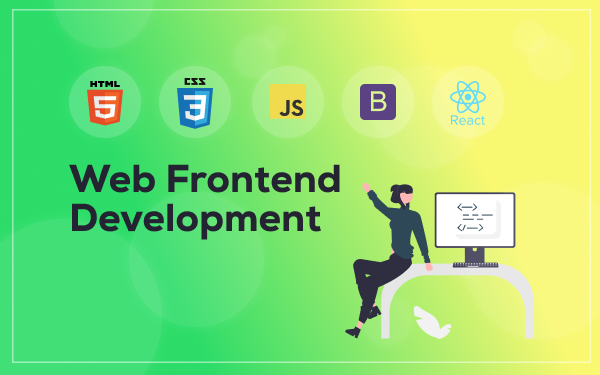 HTML
5
CSS
3
JS
B
React
Web Frontend
Development
<-->
</-->